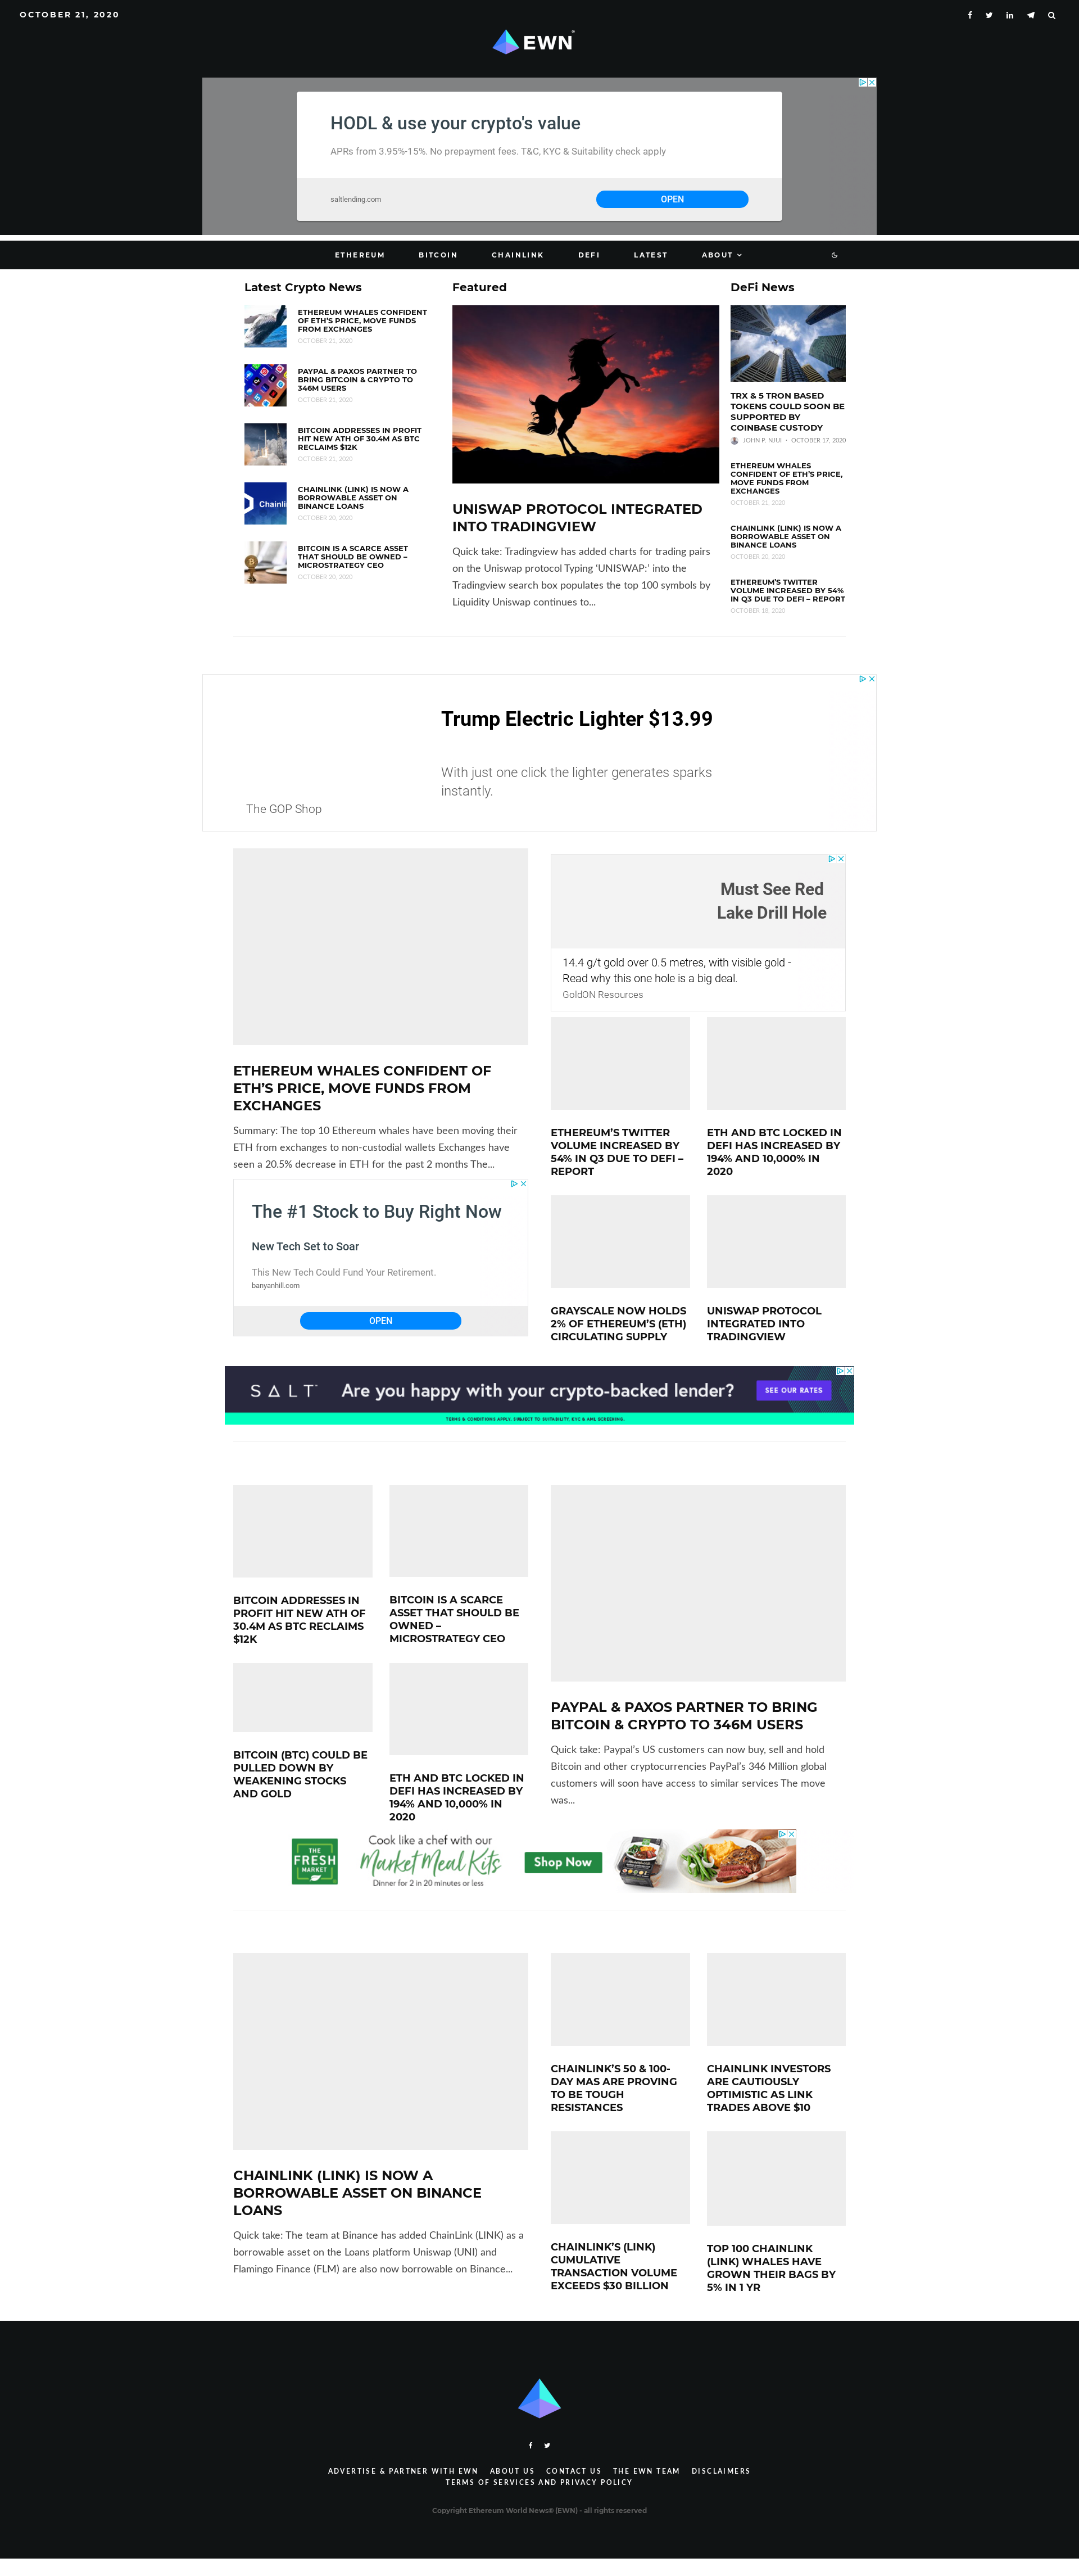 OCTOBER 21, 2020
EWN
HODL & use your crypto's value
APRs from 3.95%-15%. No prepayment fees. T&C, KYC & Suitability check apply
saltlending.com
OPEN
ETHEREUM
BITCOIN
CHAINLINK
DEFI
LATEST
ABOUT
Latest Crypto News
ETHEREUM WHALES CONFIDENT
OF ETH'S PRICE, MOVE FUNDS
FROM EXCHANGES
OCTOBER 21, 2020
PAYPAL & PAXOS PARTNER TO
BRING BITCOIN & CRYPTO TO
346M USERS
OCTOBER 21, 2020
BITCOIN ADDRESSES IN PROFIT
HIT NEW ATH OF 30.4M AS BTC
RECLAIMS $12K
OCTOBER 21, 2020
Chainli
CHAINLINK (LINK) IS NOW A
BORROWABLE ASSET ON
BINANCE LOANS
OCTOBER 20, 2020
BITCOIN IS A SCARCE ASSET
THAT SHOULD BE OWNED –
MICROSTRATEGY CEO
OCTOBER 20, 2020
Featured
UNISWAP PROTOCOL INTEGRATED
INTO TRADINGVIEW
Quick take: Tradingview has added charts for trading pairs
on the Uniswap protocol Typing 'UNISWAP:' into the
Tradingview search box populates the top 100 symbols by
Liquidity Uniswap continues to...
DeFi News
TRX & 5 TRON BASED
TOKENS COULD SOON BE
SUPPORTED BY
COINBASE CUSTODY
JOHN P. NJUI - OCTOBER 17, 2020
ETHEREUM WHALES
CONFIDENT OF ETH'S PRICE,
MOVE FUNDS FROM
EXCHANGES
OCTOBER 21, 2020
CHAINLINK (LINK) IS NOW A
BORROWABLE ASSET ON
BINANCE LOANS
OCTOBER 20, 2020
ETHEREUM'S TWITTER
VOLUME INCREASED BY 54%
IN Q3 DUE TO DEFI – REPORT
OCTOBER 18, 2020
Trump Electric Lighter $13.99
With just one click the lighter generates sparks
instantly.
The GOP Shop
ETHEREUM WHALES CONFIDENT OF
ETH'S PRICE, MOVE FUNDS FROM
EXCHANGES
Summary: The top 10 Ethereum whales have been moving their
ETH from exchanges to non-custodial wallets Exchanges have
seen a 20.5% decrease in ETH for the past 2 months The...
The #1 Stock to Buy Right Now
New Tech Set to Soar
This New Tech Could Fund Your Retirement.
banyanhill.com
OPEN
Must See Red
Lake Drill Hole
14.4 g/t gold over 0.5 metres, with visible gold -
Read why this one hole is a big deal.
GoldON Resources
ETHEREUM'S TWITTER
VOLUME INCREASED BY
54% IN Q3 DUE TO DEFI –
REPORT
ETH AND BTC LOCKED IN
DEFI HAS INCREASED BY
194% AND 10,000% IN
2020
GRAYSCALE NOW HOLDS
2% OF ETHEREUM'S (ETH)
CIRCULATING SUPPLY
UNISWAP PROTOCOL
INTEGRATED INTO
TRADINGVIEW
SALT
Are you happy with your crypto-backed lender?
SEE OUR RATES
TERMS & CONDITIONS APPLY. SUBJECT TO SUITABILITY, KYC & AML SCREENING.
BITCOIN ADDRESSES IN
PROFIT HIT NEW ATH OF
30.4M AS BTC RECLAIMS
$12K
BITCOIN IS A SCARCE
ASSET THAT SHOULD BE
OWNED –
MICROSTRATEGY CEO
BITCOIN (BTC) COULD BE
PULLED DOWN BY
WEAKENING STOCKS
AND GOLD
ETH AND BTC LOCKED IN
DEFI HAS INCREASED BY
194% AND 10,000% IN
2020
PAYPAL & PAXOS PARTNER TO BRING
BITCOIN & CRYPTO TO 346M USERS
Quick take: Paypal's US customers can now buy, sell and hold
Bitcoin and other cryptocurrencies PayPal's 346 Million global
customers will soon have access to similar services The move
was...
THE FRESH MARKET
Cook like a chef with our
Market Meal Kits
Dinner for 2 in 20 minutes or less
Shop Now
CHAINLINK (LINK) IS NOW A
BORROWABLE ASSET ON BINANCE
LOANS
Quick take: The team at Binance has added ChainLink (LINK) as a
borrowable asset on the Loans platform Uniswap (UNI) and
Flamingo Finance (FLM) are also now borrowable on Binance...
CHAINLINK'S 50 & 100-
DAY MAS ARE PROVING
TO BE TOUGH
RESISTANCES
CHAINLINK INVESTORS
ARE CAUTIOUSLY
OPTIMISTIC AS LINK
TRADES ABOVE $10
CHAINLINK'S (LINK)
CUMULATIVE
TRANSACTION VOLUME
EXCEEDS $30 BILLION
TOP 100 CHAINLINK
(LINK) WHALES HAVE
GROWN THEIR BAGS BY
5% IN 1 YR
ADVERTISE & PARTNER WITH EWN
ABOUT US
CONTACT US
THE EWN TEAM
DISCLAIMERS
TERMS OF SERVICES AND PRIVACY POLICY
Copyright Ethereum World News® (EWN) - all rights reserved